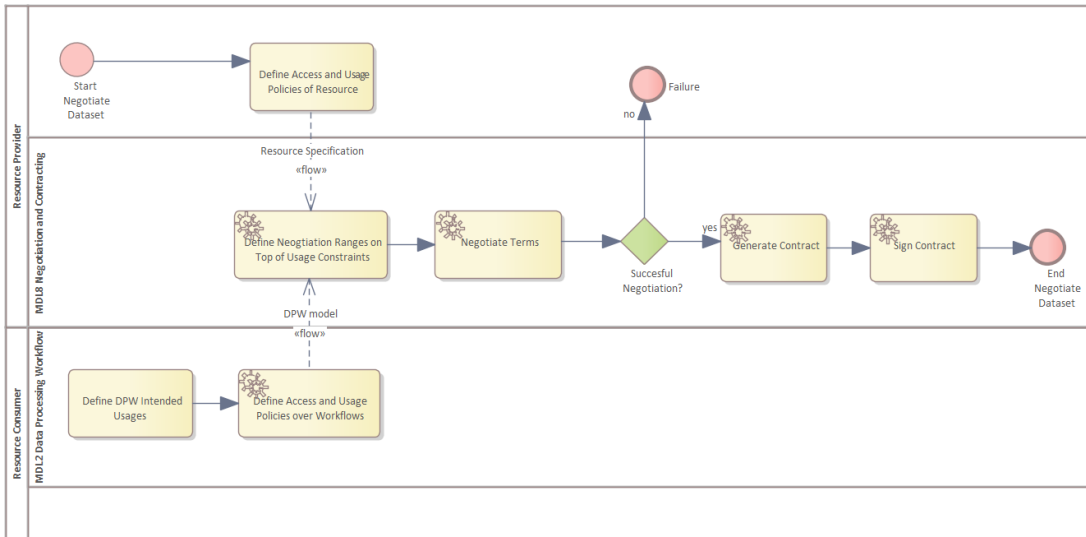 Resource Provider
Start
Negotiate
Dataset
Define Access and Usage
Policies of Resource
Failure
no
MDL8 Negotiation and Contracting
Resource Specification
«flow»
Define Neogtiation Ranges on
Top of Usage Constraints
Negotiate Terms
Succesful
Negotiation?
yes
Generate Contract
Sign Contract
End
Negotiate
Dataset
DPW model
«flow»
Resource Consumer
MDL2 Data Processing Workflow
Define DPW Intended
Usages
Define Access and Usage
Policies over Workflows